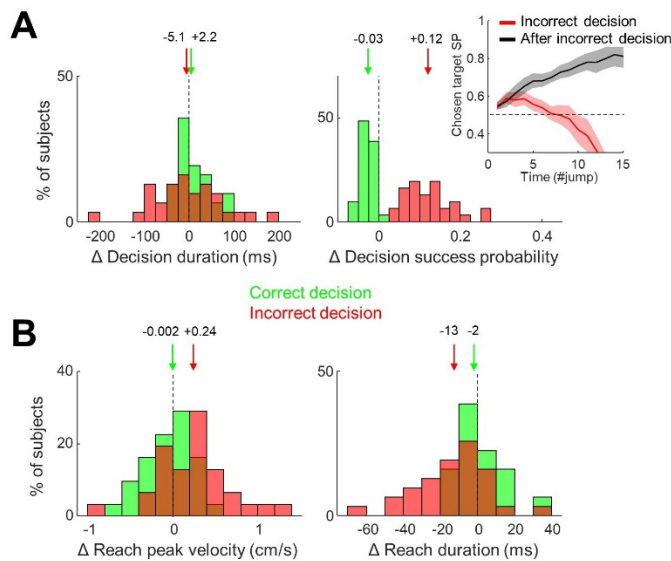 A
-5.1 +2.2
-0.03 +0.12
Incorrect decision
After incorrect decision
50
0
% of subjects
-200 -100 0 100 200
Δ Decision duration (ms)
50
0
0 0.2 0.4
Δ Decision success probability
0.8
0.6
0.4
Chosen target SP
0 5 10 15
Time (#jump)
Correct decision
Incorrect decision
B
-0.002 +0.24
-13 -2
40
20
0
% of subjects
-1 0 1
Δ Reach peak velocity (cm/s)
50
0
-60 -40 -20 0 20 40
Δ Reach duration (ms)